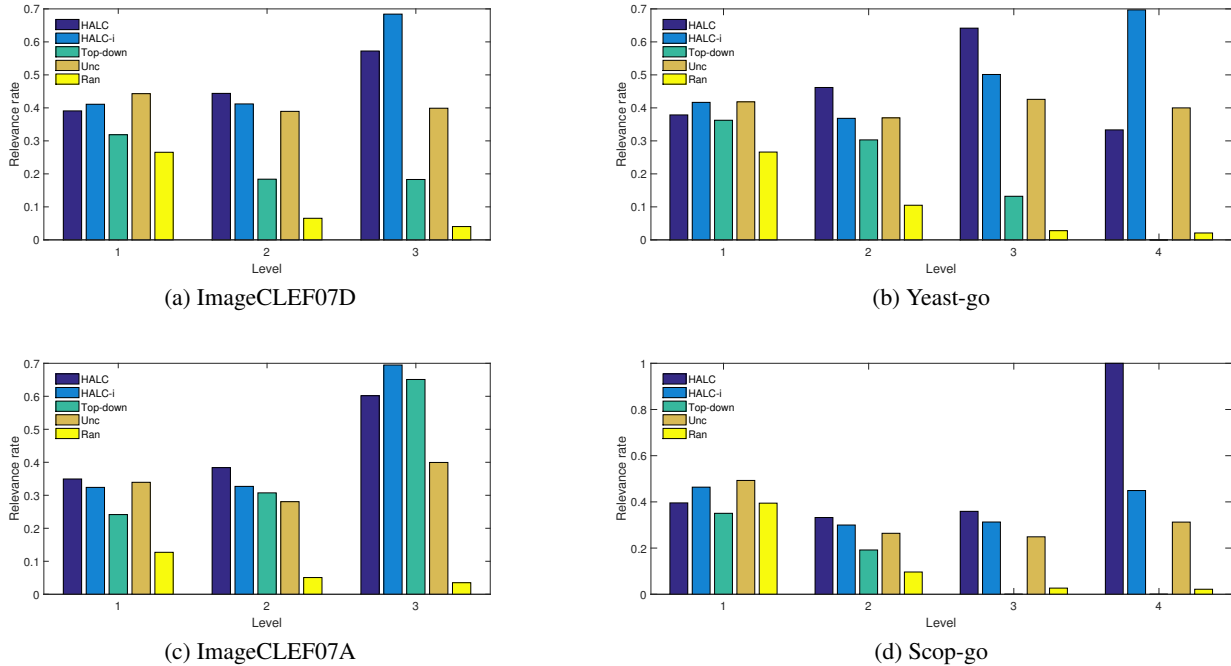 0.7
0.6
0.5
0.4
0.3
0.2
0.1
0
Relevance rate
HALC
HALC-i
Top-down
Unc
Ran
1 2 3
Level
(a) ImageCLEF07D
0.7
0.6
0.5
0.4
0.3
0.2
0.1
0
Relevance rate
HALC
HALC-i
Top-down
Unc
Ran
1 2 3 4
Level
(b) Yeast-go
0.7
0.6
0.5
0.4
0.3
0.2
0.1
0
Relevance rate
HALC
HALC-i
Top-down
Unc
Ran
1 2 3
Level
(c) ImageCLEF07A
1
0.8
0.6
0.4
0.2
0
Relevance rate
HALC
HALC-i
Top-down
Unc
Ran
1 2 3 4
Level
(d) Scop-go